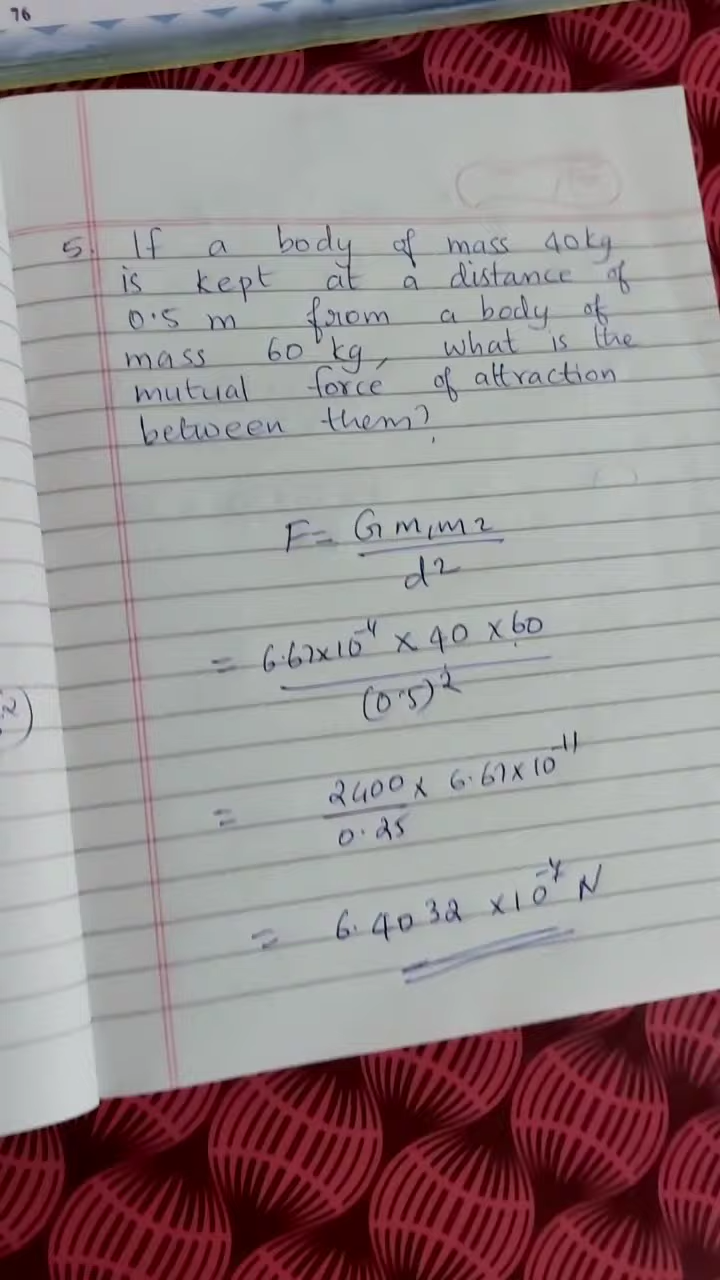 76
5. If a body of mass 40kg
is kept at a distance of
0.5 m from a body of
mass 60 kg, what is the
mutual force of attraction
between them?
F= G m1m2
d2
= 6.67x10⁻¹¹ x 40 x 60
(0.5)²
= 2400 x 6.67x10⁻¹¹
0.25
= 6.4032 x10⁻⁷ N